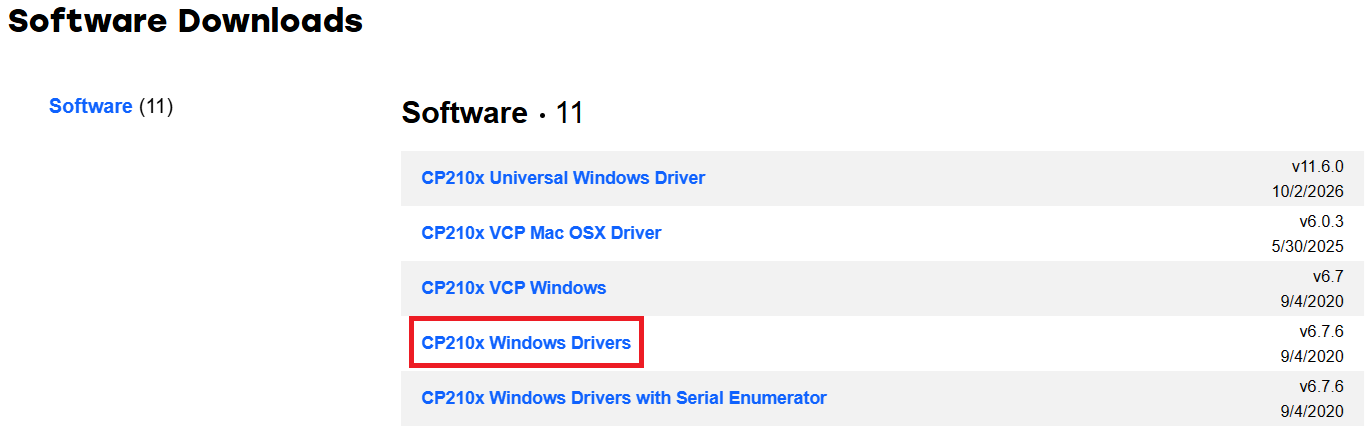 Software Downloads
Software (11)
Software · 11
CP210x Universal Windows Driver
v11.6.0
10/2/2026
CP210x VCP Mac OSX Driver
v6.0.3
5/30/2025
CP210x VCP Windows
v6.7
9/4/2020
CP210x Windows Drivers
v6.7.6
9/4/2020
CP210x Windows Drivers with Serial Enumerator
v6.7.6
9/4/2020